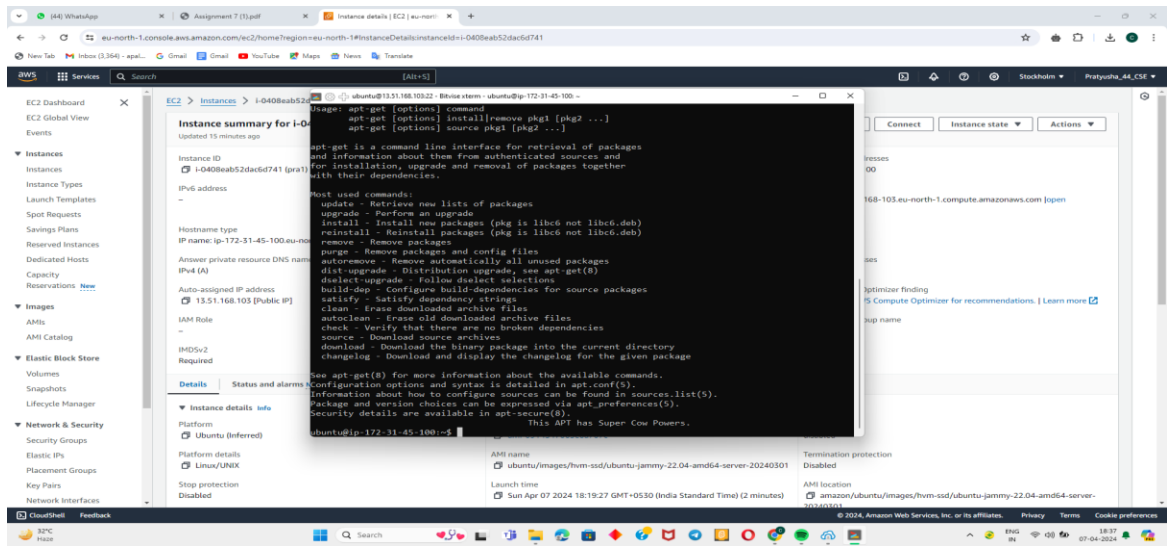 (44) WhatsApp
Assignment 7 (1).pdf
Instance details | EC2 | eu-north
eu-north-1.console.aws.amazon.com/ec2/home?region=eu-north-1#InstanceDetails:instanceId=i-0408eab52dac6d741
New Tab
Inbox (3,364) - apal...
Gmail
Gmail
YouTube
Maps
News
Translate
aws
Services
Search
[Alt+S]
Stockholm
Pratyusha_44_CSE
EC2 Dashboard
EC2 Global View
Events
Instances
Instances
Instance Types
Launch Templates
Spot Requests
Savings Plans
Reserved Instances
Dedicated Hosts
Capacity
Reservations New
Images
AMIs
AMI Catalog
Elastic Block Store
Volumes
Snapshots
Lifecycle Manager
Network & Security
Security Groups
Elastic IPs
Placement Groups
Key Pairs
Network Interfaces
EC2 > Instances > i-0408eab52d
Instance summary for i-04
Updated 15 minutes ago
Connect
Instance state
Actions
Instance ID
i-0408eab52dac6d741 (pra1)
IPv6 address
–
Hostname type
IP name: ip-172-31-45-100.eu-nor
Answer private resource DNS name
IPv4 (A)
Auto-assigned IP address
13.51.168.103 [Public IP]
IAM Role
–
IMDSv2
Required
resses
00
168-103.eu-north-1.compute.amazonaws.com |open
ses
Optimizer finding
S Compute Optimizer for recommendations. | Learn more
oup name
ubuntu@13.51.168.103:22 - Bitvise xterm - ubuntu@ip-172-31-45-100: ~
Usage: apt-get [options] command
apt-get [options] install|remove pkg1 [pkg2 ...]
apt-get [options] source pkg1 [pkg2 ...]
apt-get is a command line interface for retrieval of packages
and information about them from authenticated sources and
for installation, upgrade and removal of packages together
with their dependencies.
Most used commands:
update - Retrieve new lists of packages
upgrade - Perform an upgrade
install - Install new packages (pkg is libc6 not libc6.deb)
reinstall - Reinstall packages (pkg is libc6 not libc6.deb)
remove - Remove packages
purge - Remove packages and config files
autoremove - Remove automatically all unused packages
dist-upgrade - Distribution upgrade, see apt-get(8)
dselect-upgrade - Follow dselect selections
build-dep - Configure build-dependencies for source packages
satisfy - Satisfy dependency strings
clean - Erase downloaded archive files
autoclean - Erase old downloaded archive files
check - Verify that there are no broken dependencies
source - Download source archives
download - Download the binary package into the current directory
changelog - Download and display the changelog for the given package
See apt-get(8) for more information about the available commands.
Configuration options and syntax is detailed in apt.conf(5).
Information about how to configure sources can be found in sources.list(5).
Package and version choices can be expressed via apt_preferences(5).
Security details are available in apt-secure(8).
This APT has Super Cow Powers.
ubuntu@ip-172-31-45-100:~$
Details
Status and alarms
Instance details Info
Platform
Ubuntu (Inferred)
Platform details
Linux/UNIX
Stop protection
Disabled
AMI name
ubuntu/images/hvm-ssd/ubuntu-jammy-22.04-amd64-server-20240301
Launch time
Sun Apr 07 2024 18:19:27 GMT+0530 (India Standard Time) (2 minutes)
Termination protection
Disabled
AMI location
amazon/ubuntu/images/hvm-ssd/ubuntu-jammy-22.04-amd64-server-
20240301
CloudShell
Feedback
© 2024, Amazon Web Services, Inc. or its affiliates.
Privacy
Terms
Cookie preferences
32°C
Haze
Search
ENG
IN
18:37
07-04-2024